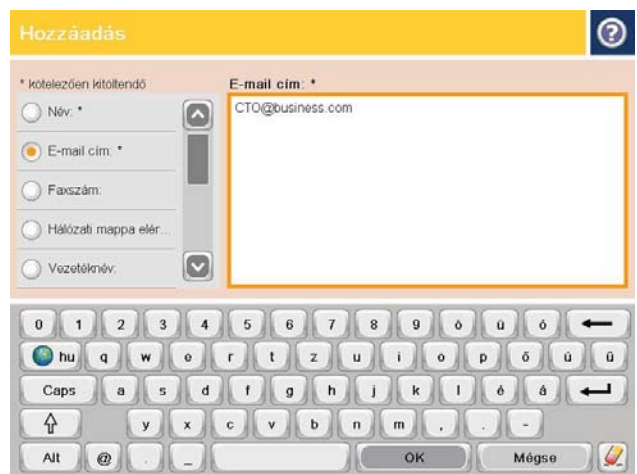 Hozzáadás
* kötelezően kitöltendő
E-mail cím: *
Név: *
CTO@business.com
E-mail cím: *
Faxszám:
Hálózati mappa elér...
Vezetéknév:
0 1 2 3 4 5 6 7 8 9 ö ü ó
hu q w e r t z u i o p ő ú ű
Caps a s d f g h j k l é á
y x c v b n m , . -
Alt @ . _ OK Mégse